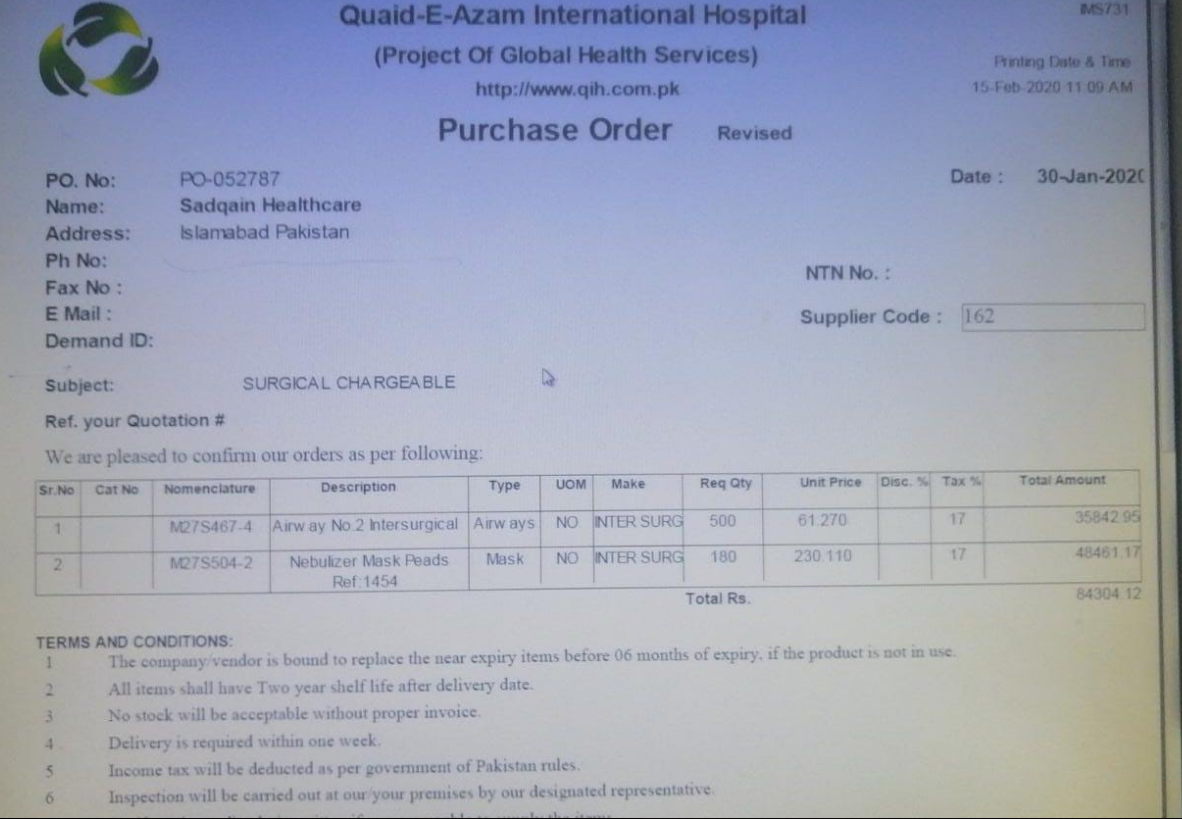 Quaid-E-Azam International Hospital
IMS731
(Project Of Global Health Services)
Printing Date & Time
http://www.qih.com.pk
15-Feb-2020 11:09 AM
Purchase Order Revised
PO. No: PO-052787
Date : 30-Jan-2020
Name: Sadqain Healthcare
Address: Islamabad Pakistan
Ph No:
NTN No. :
Fax No :
E Mail :
Supplier Code : 162
Demand ID:
Subject: SURGICAL CHARGEABLE
Ref. your Quotation #
We are pleased to confirm our orders as per following:
Sr.No Cat No Nomenclature Description Type UOM Make Req Qty Unit Price Disc. % Tax % Total Amount
1 M27S467-4 Airway No.2 Intersurgical Airways NO INTER SURG 500 61.270 17 35842.95
2 M27S504-2 Nebulizer Mask Peads Mask NO INTER SURG 180 230.110 17 48461.17
Ref:1454
Total Rs. 84304.12
TERMS AND CONDITIONS:
1 The company/vendor is bound to replace the near expiry items before 06 months of expiry, if the product is not in use.
2 All items shall have Two year shelf life after delivery date.
3 No stock will be acceptable without proper invoice.
4 Delivery is required within one week.
5 Income tax will be deducted as per government of Pakistan rules.
6 Inspection will be carried out at our/your premises by our designated representative.